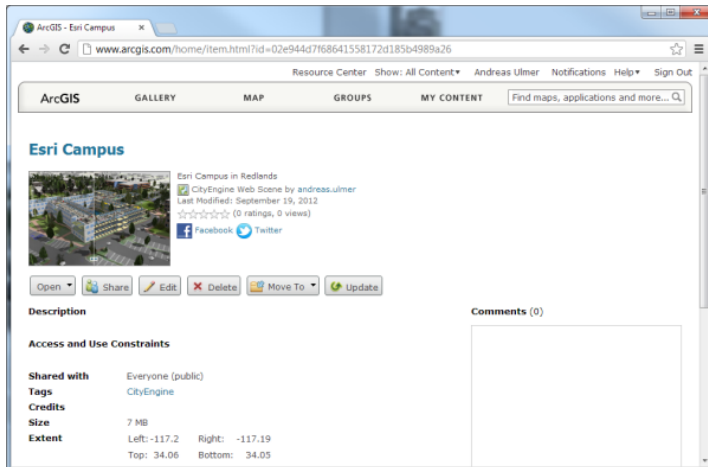 ArcGIS - Esri Campus
www.arcgis.com/home/item.html?id=02e944d7f68641558172d185b4989a26
Resource Center Show: All Content Andreas Ulmer Notifications Help Sign Out
ArcGIS GALLERY MAP GROUPS MY CONTENT Find maps, applications and more...
Esri Campus
Esri Campus in Redlands
CityEngine Web Scene by andreas.ulmer
Last Modified: September 19, 2012
(0 ratings, 0 views)
Facebook Twitter
Open Share Edit Delete Move To Update
Description Comments (0)
Access and Use Constraints
Shared with Everyone (public)
Tags CityEngine
Credits
Size 7 MB
Extent Left: -117.2 Right: -117.19
Top: 34.06 Bottom: 34.05